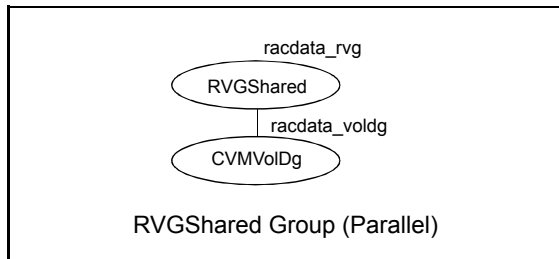 racdata_rvg
RVGShared
racdata_voldg
CVMVolDg
RVGShared Group (Parallel)